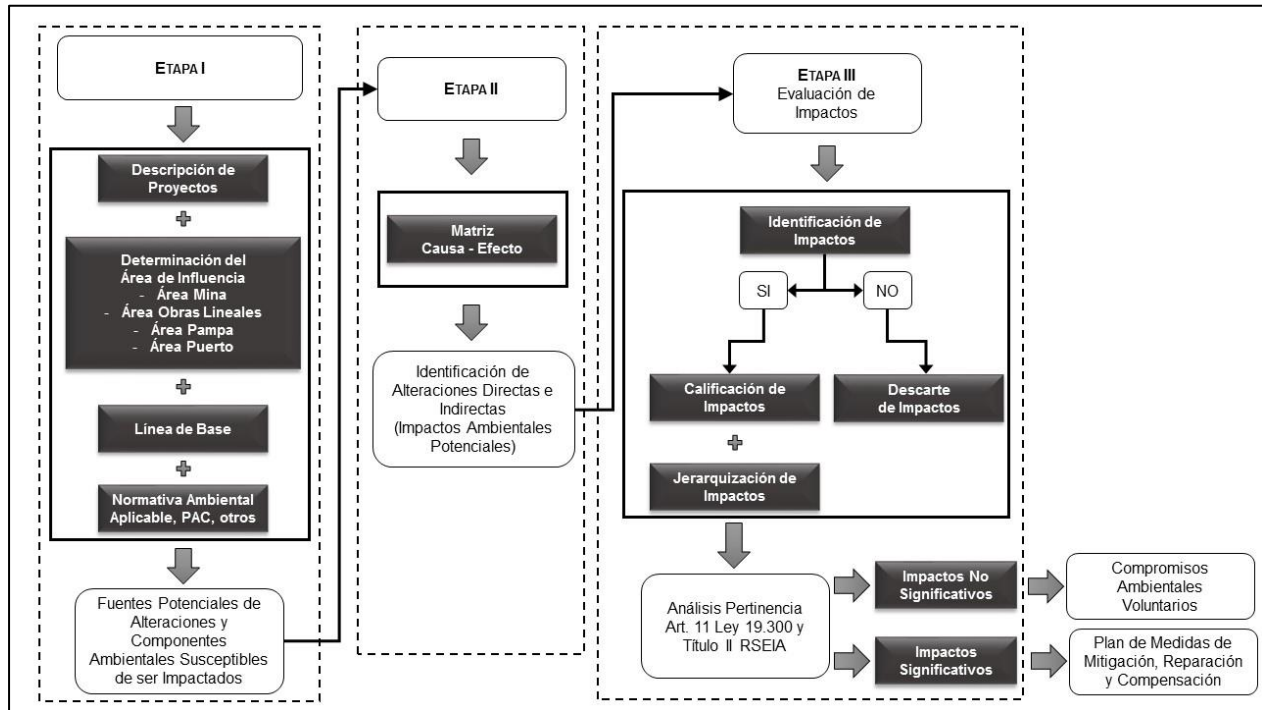 ETAPA I
Descripción de
Proyectos
+
Determinación del
Área de Influencia
- Área Mina
- Área Obras Lineales
- Área Pampa
- Área Puerto
+
Línea de Base
+
Normativa Ambiental
Aplicable, PAC, otros
Fuentes Potenciales de
Alteraciones y
Componentes
Ambientales Susceptibles
de ser Impactados
ETAPA II
Matriz
Causa - Efecto
Identificación de
Alteraciones Directas e
Indirectas
(Impactos Ambientales
Potenciales)
ETAPA III
Evaluación de
Impactos
Identificación de
Impactos
SI
NO
Calificación de
Impactos
+
Jerarquización de
Impactos
Descarte
de Impactos
Análisis Pertinencia
Art. 11 Ley 19.300 y
Título II RSEIA
Impactos No
Significativos
Compromisos
Ambientales
Voluntarios
Impactos
Significativos
Plan de Medidas de
Mitigación, Reparación
y Compensación